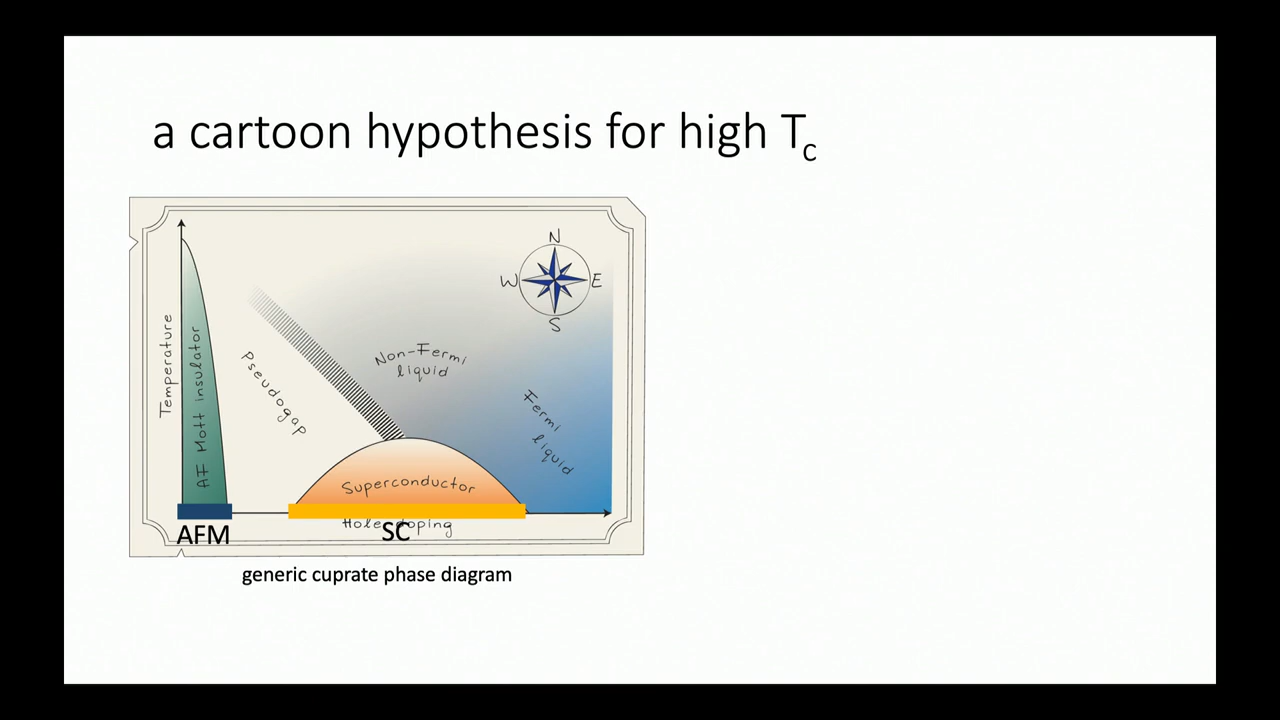 a cartoon hypothesis for high Tc
N
W E
S
Temperature
AF Mott insulator
Pseudogap
Non-Fermi
liquid
Fermi
liquid
Superconductor
Hole doping
AFM
SC
generic cuprate phase diagram